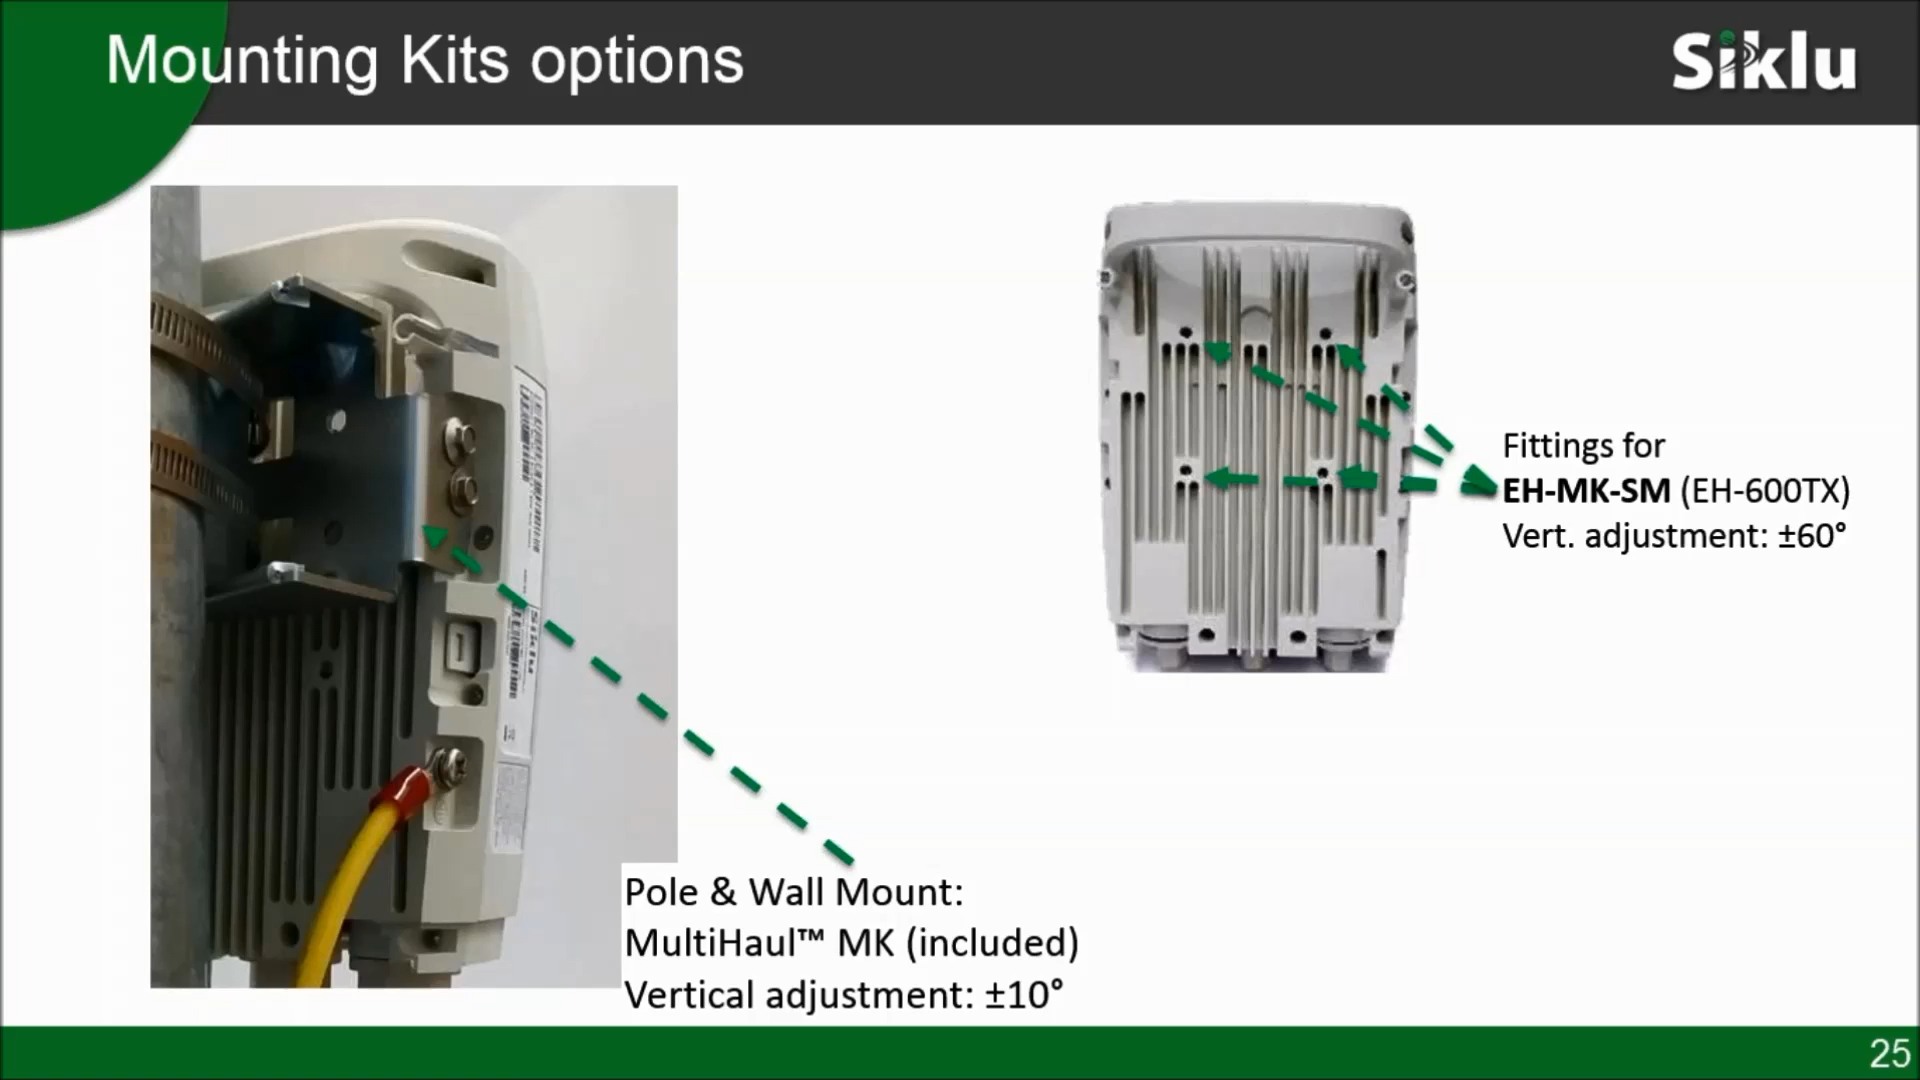 Mounting Kits options
Siklu
Fittings for
EH-MK-SM (EH-600TX)
Vert. adjustment: ±60°
Siklu
Pole & Wall Mount:
MultiHaul™ MK (included)
Vertical adjustment: ±10°
25